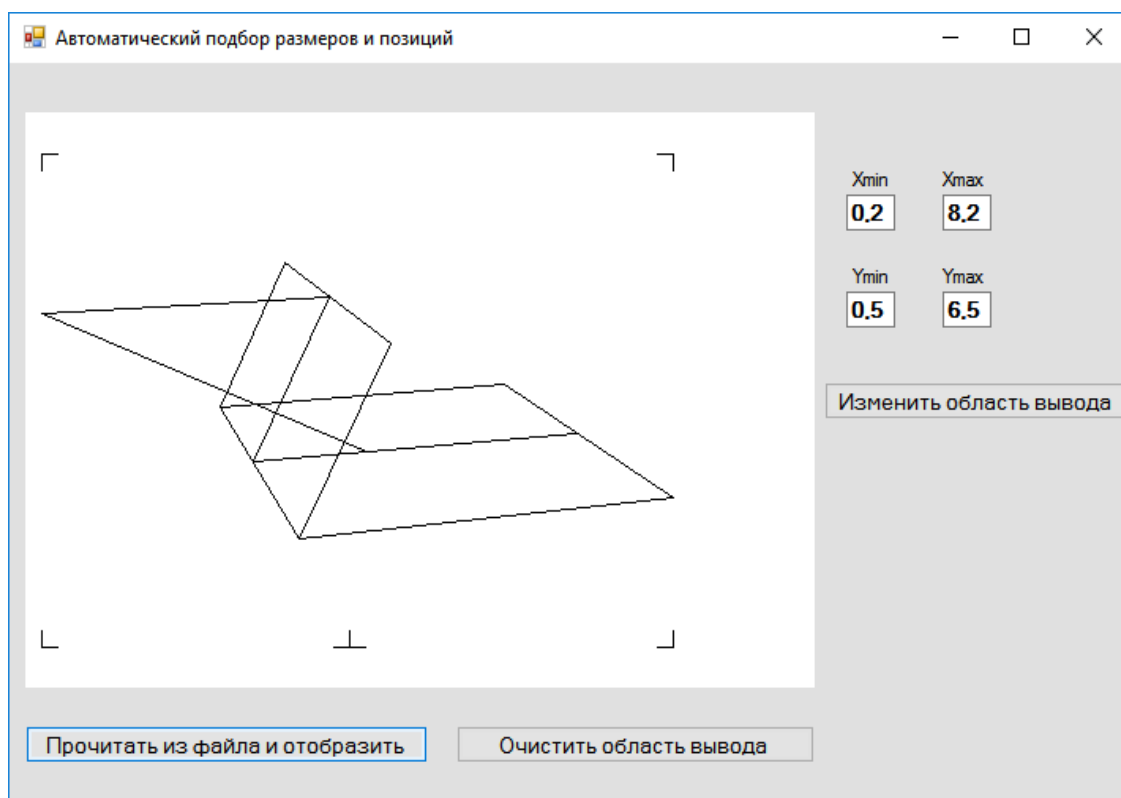 Автоматический подбор размеров и позиций
Xmin Xmax
0.2 8.2
Ymin Ymax
0.5 6.5
Изменить область вывода
Прочитать из файла и отобразить
Очистить область вывода